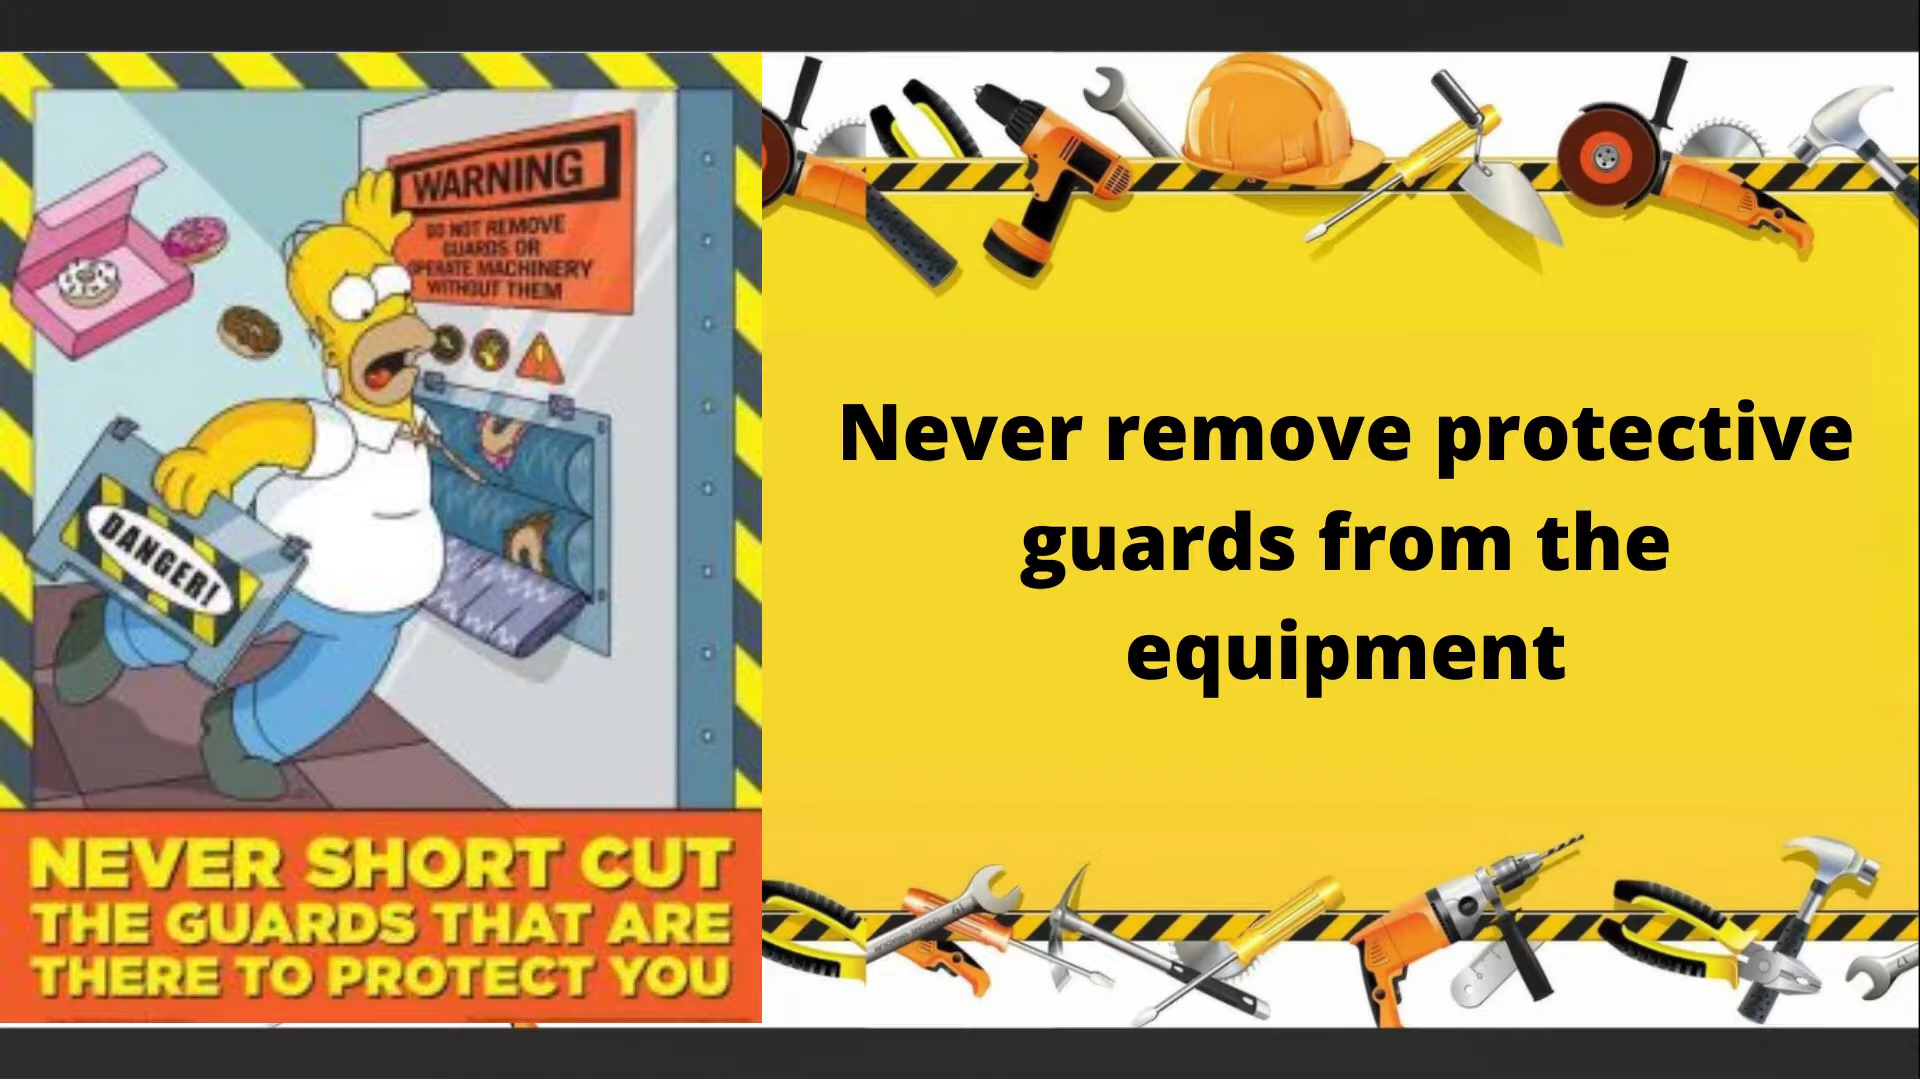 WARNING
DO NOT REMOVE
GUARDS OR
OPERATE MACHINERY
WITHOUT THEM
DANGER!
NEVER SHORT CUT
THE GUARDS THAT ARE
THERE TO PROTECT YOU
Never remove protective
guards from the
equipment